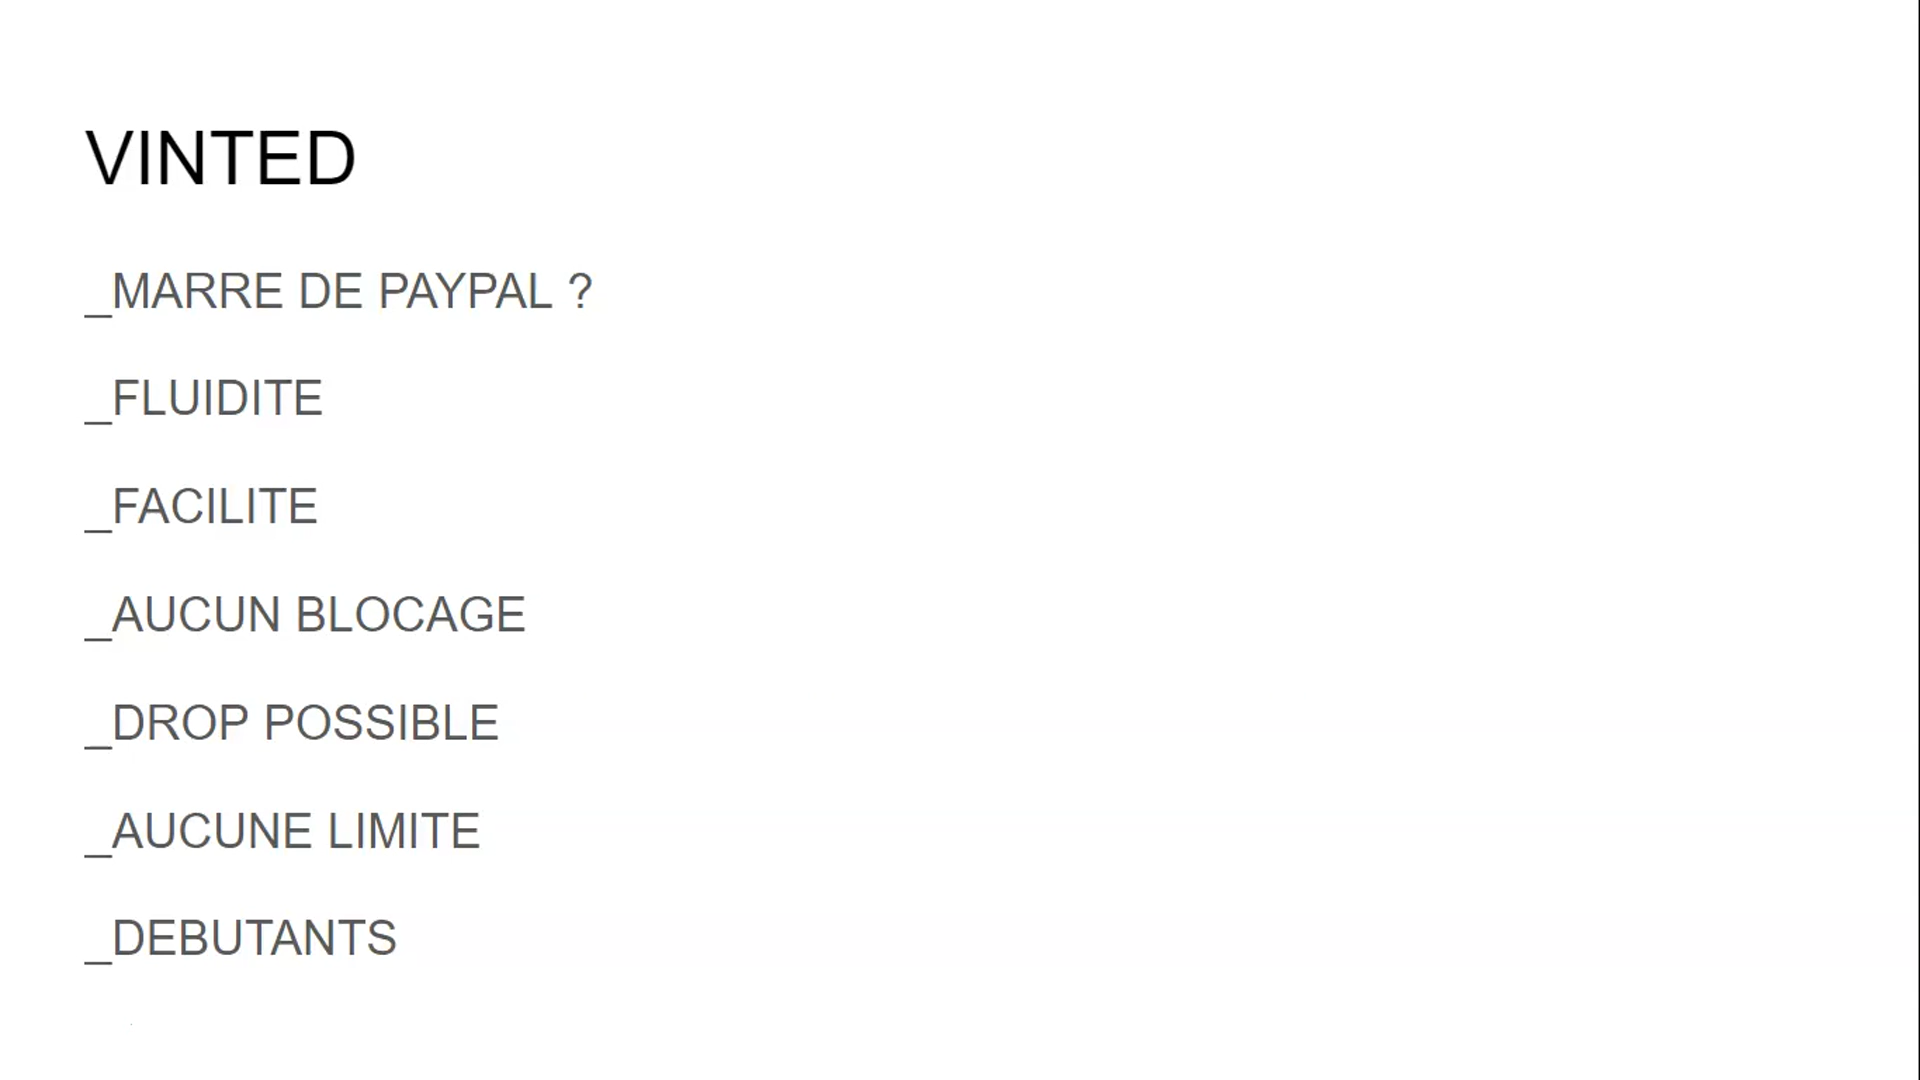 VINTED
_MARRE DE PAYPAL ?
_FLUIDITE
_FACILITE
_AUCUN BLOCAGE
_DROP POSSIBLE
_AUCUNE LIMITE
_DEBUTANTS